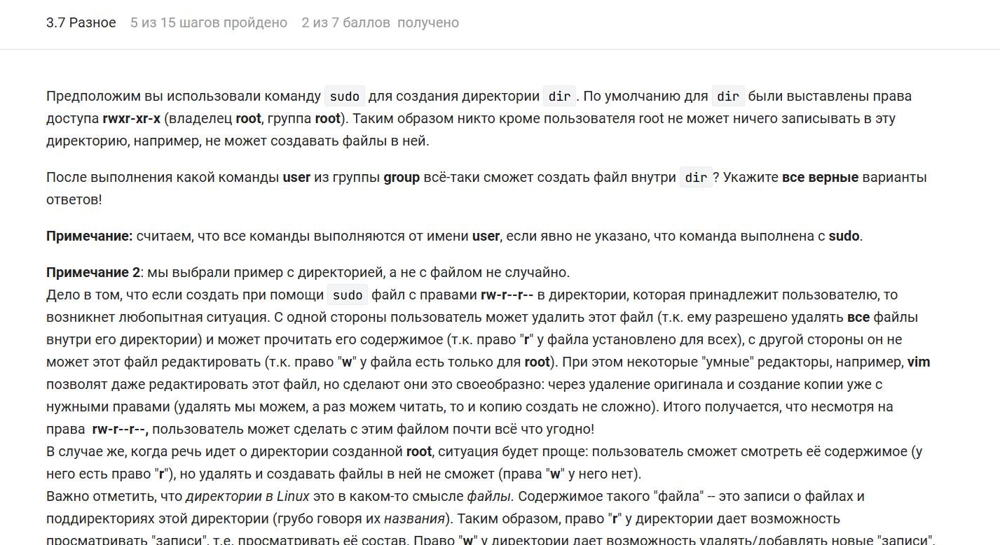 3.7 Разное 5 из 15 шагов пройдено 2 из 7 баллов получено
Предположим вы использовали команду sudo для создания директории dir. По умолчанию для dir были выставлены права
доступа rwxr-xr-x (владелец root, группа root). Таким образом никто кроме пользователя root не может ничего записывать в эту
директорию, например, не может создавать файлы в ней.
После выполнения какой команды user из группы group всё-таки сможет создать файл внутри dir? Укажите все верные варианты
ответов!
Примечание: считаем, что все команды выполняются от имени user, если явно не указано, что команда выполнена с sudo.
Примечание 2: мы выбрали пример с директорией, а не с файлом не случайно.
Дело в том, что если создать при помощи sudo файл с правами rw-r--r-- в директории, которая принадлежит пользователю, то
возникнет любопытная ситуация. С одной стороны пользователь может удалить этот файл (т.к. ему разрешено удалять все файлы
внутри его директории) и может прочитать его содержимое (т.к. право "r" у файла установлено для всех), с другой стороны он не
может этот файл редактировать (т.к. право "w" у файла есть только для root). При этом некоторые "умные" редакторы, например, vim
позволят даже редактировать этот файл, но сделают они это своеобразно: через удаление оригинала и создание копии уже с
нужными правами (удалять мы можем, а раз можем читать, то и копию создать не сложно). Итого получается, что несмотря на
права rw-r--r--, пользователь может сделать с этим файлом почти всё что угодно!
В случае же, когда речь идет о директории созданной root, ситуация будет проще: пользователь сможет смотреть её содержимое (у
него есть право "r"), но удалять и создавать файлы в ней не сможет (права "w" у него нет).
Важно отметить, что директории в Linux это в каком-то смысле файлы. Содержимое такого "файла" -- это записи о файлах и
поддиректориях этой директории (грубо говоря их названия). Таким образом, право "r" у директории дает возможность
просматривать "записи", т.е. просматривать её состав. Право "w" у директории дает возможность удалять/добавлять новые "записи",